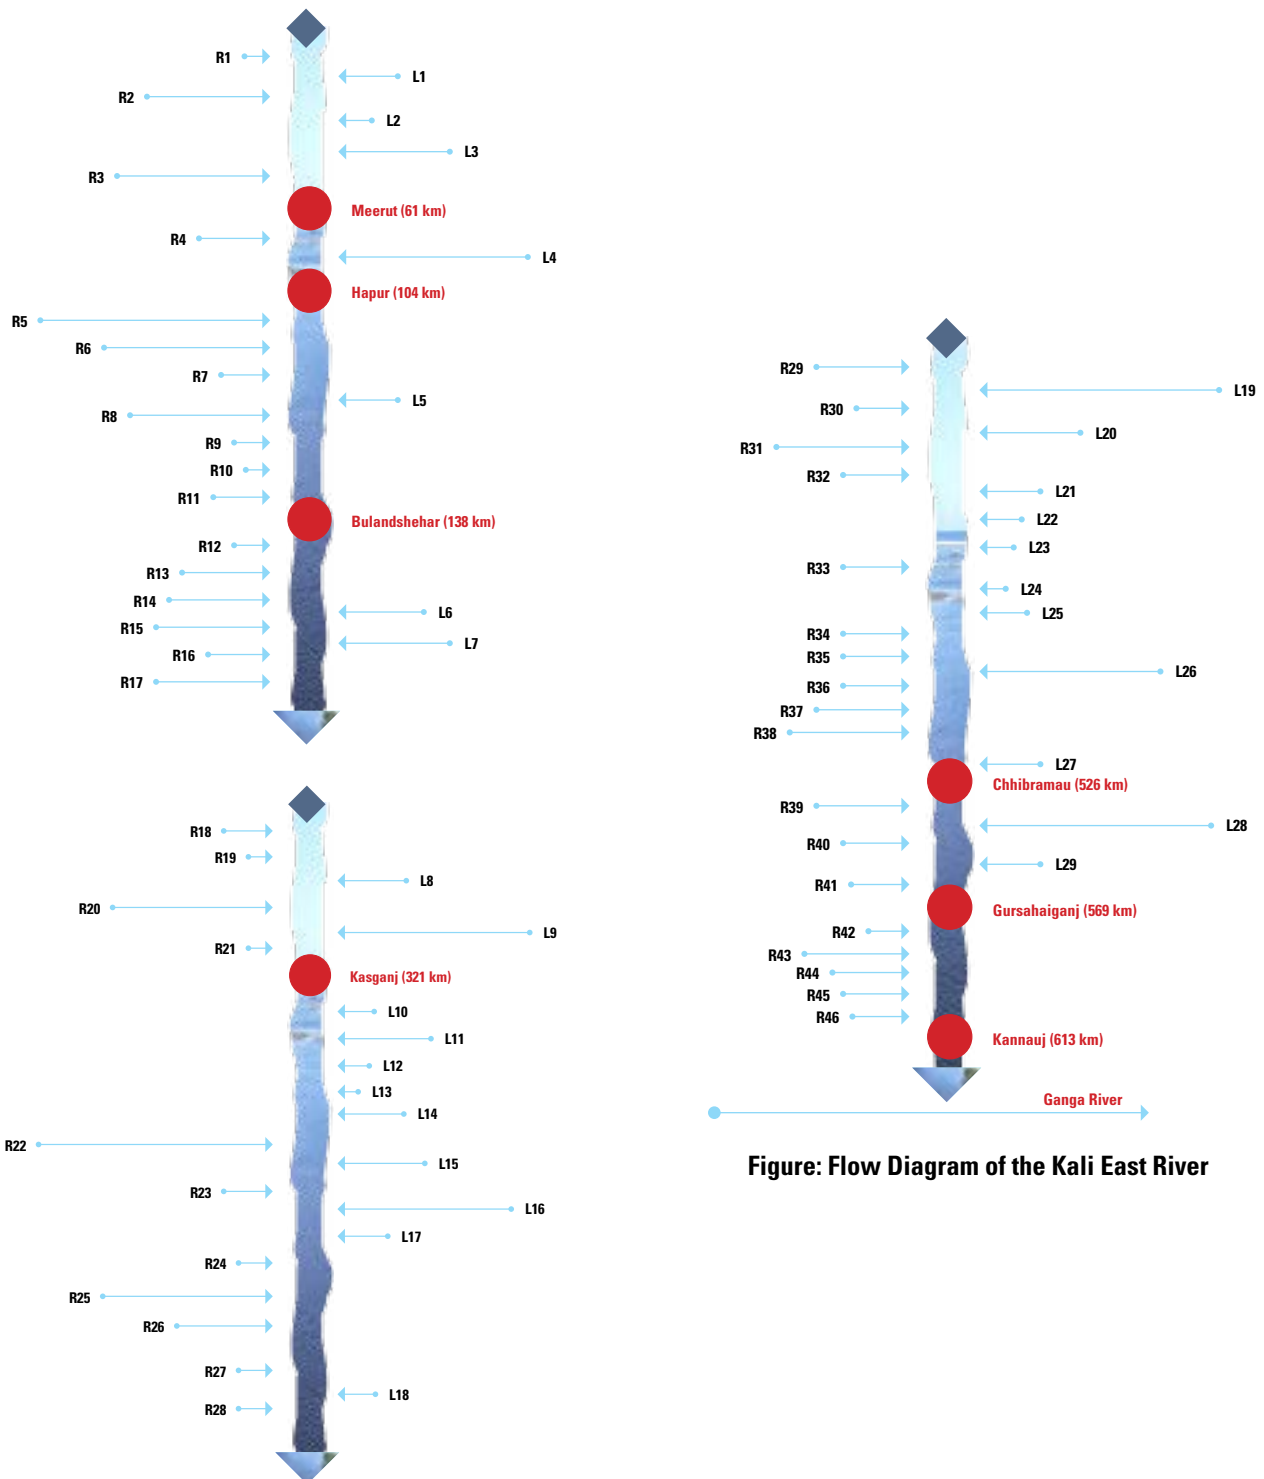 R1
L1
R2
L2
L3
R3
Meerut (61 km)
R4
L4
Hapur (104 km)
R5
R6
R7
L5
R8
R9
R10
R11
Bulandshehar (138 km)
R12
R13
R14
L6
R15
L7
R16
R17
R18
R19
L8
R20
L9
R21
Kasganj (321 km)
L10
L11
L12
L13
L14
R22
L15
R23
L16
L17
R24
R25
R26
R27
L18
R28
R29
L19
R30
L20
R31
R32
L21
L22
L23
R33
L24
L25
R34
R35
L26
R36
R37
R38
L27
Chhibramau (526 km)
R39
L28
R40
L29
R41
Gursahaiganj (569 km)
R42
R43
R44
R45
R46
Kannauj (613 km)
Ganga River
Figure: Flow Diagram of the Kali East River